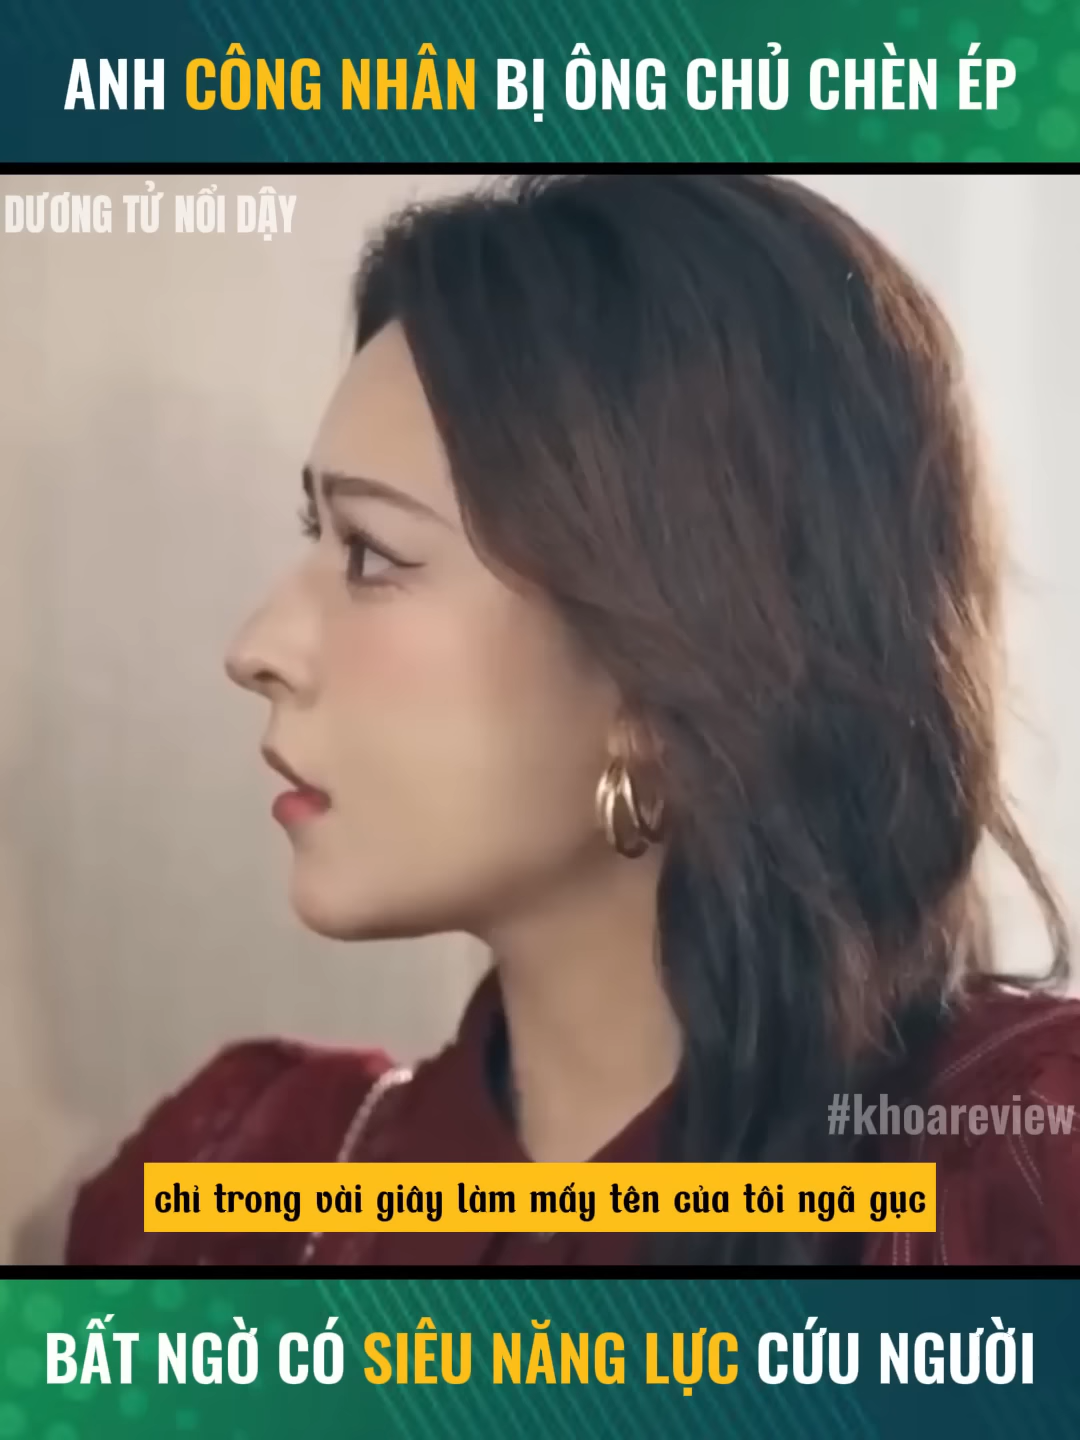 ANH CÔNG NHÂN BỊ ÔNG CHỦ CHÈN ÉP
DƯƠNG TỬ NỔI DẬY
#khoareview
chỉ trong vài giây làm mấy tên của tôi ngã gục
BẤT NGỜ CÓ SIÊU NĂNG LỰC CỨU NGƯỜI